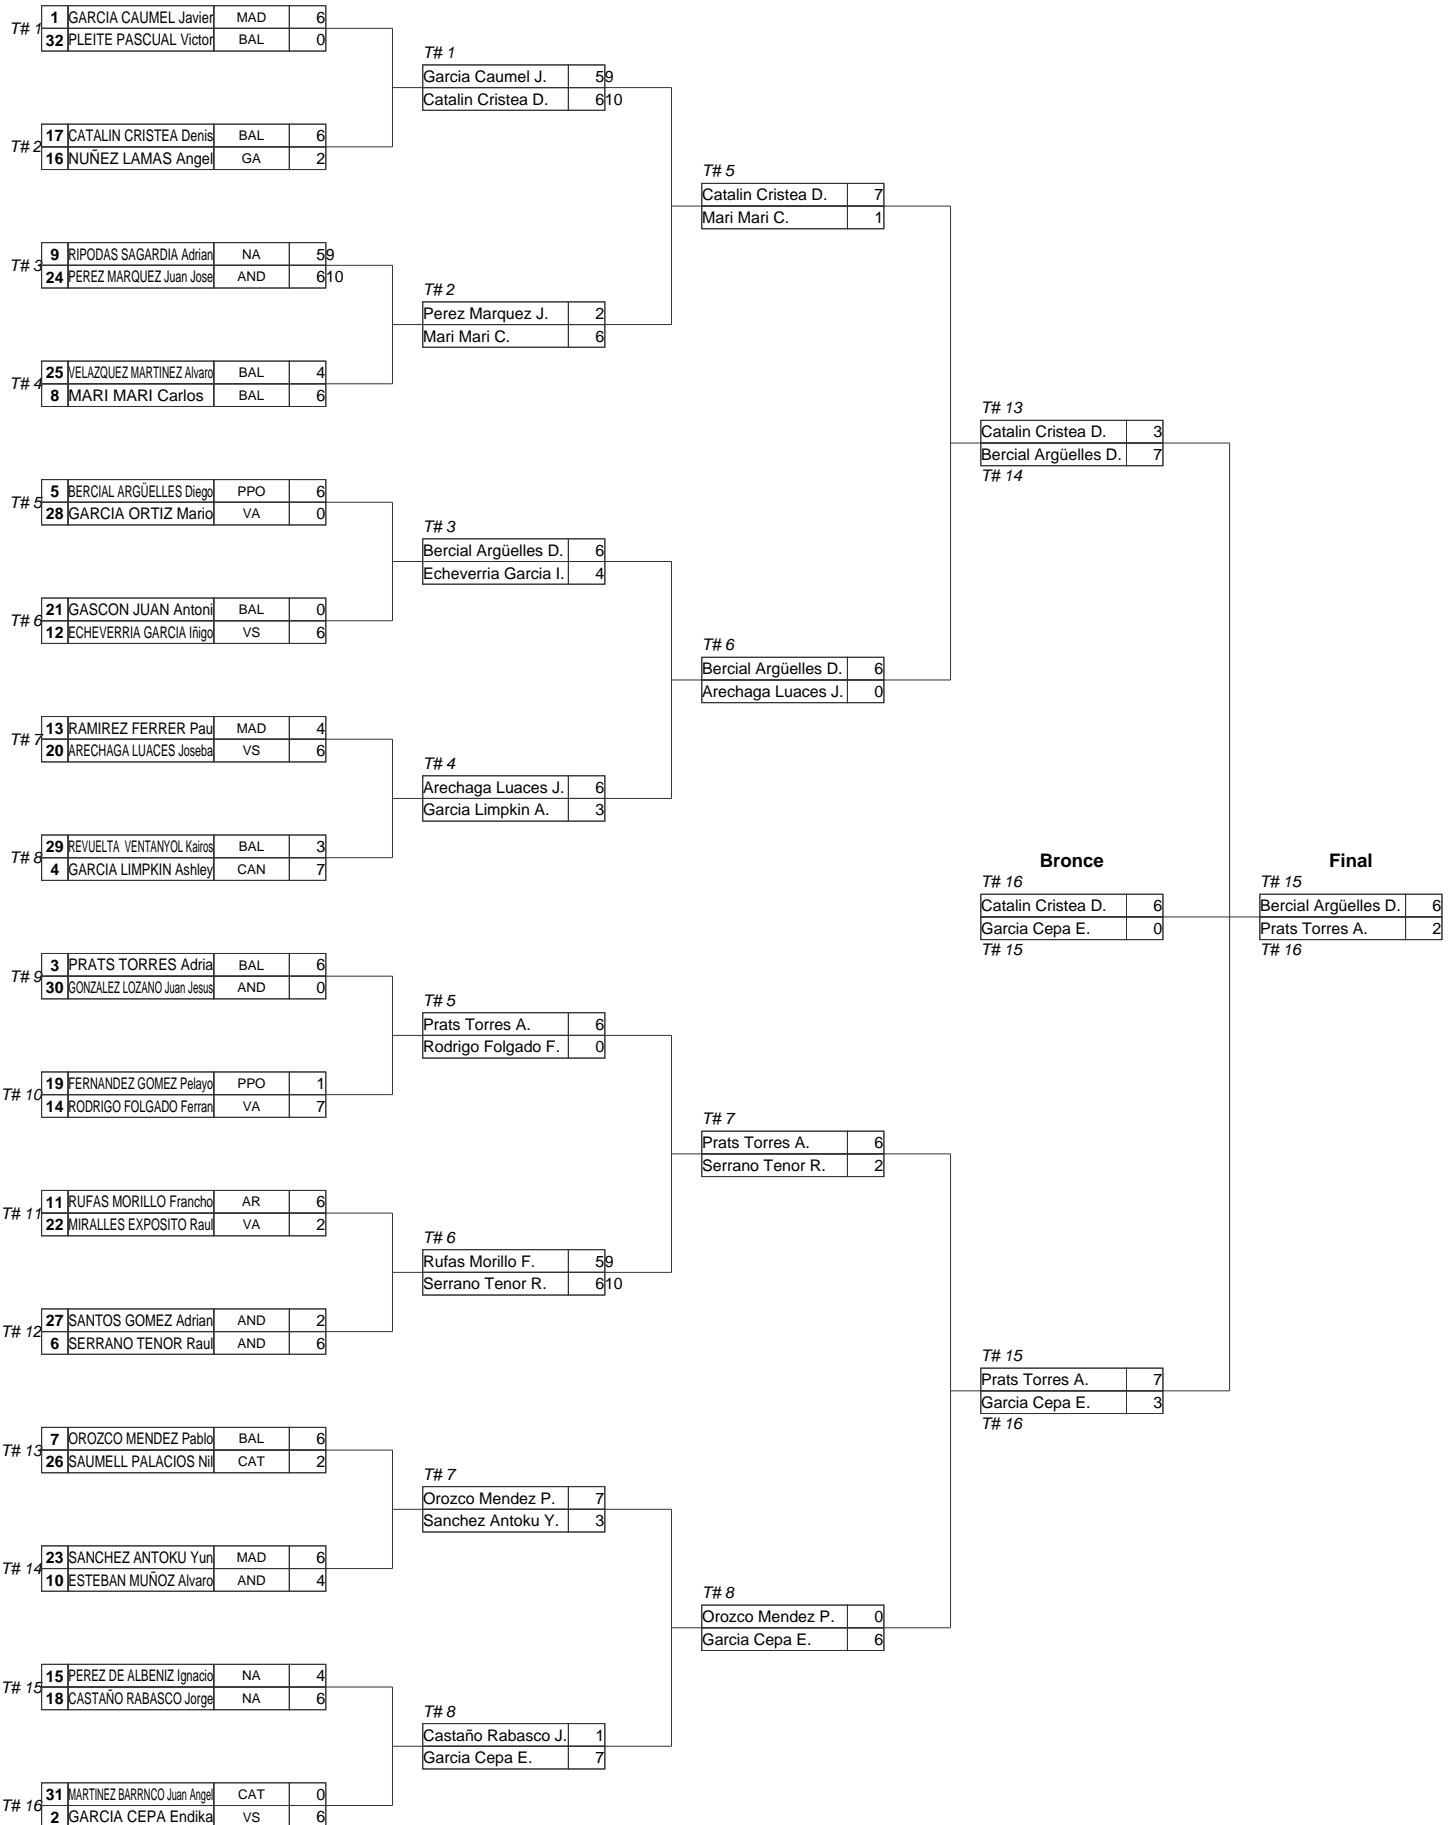 T# 1
1 GARCIA CAUMEL Javier MAD 6
32 PLEITE PASCUAL Victor BAL 0
T# 1
Garcia Caumel J. 5 9
Catalin Cristea D. 6 10
T# 2
17 CATALIN CRISTEA Denis BAL 6
16 NUÑEZ LAMAS Angel GA 2
T# 5
Catalin Cristea D. 7
Mari Mari C. 1
T# 3
9 RIPODAS SAGARDIA Adrian NA 5 9
24 PEREZ MARQUEZ Juan Jose AND 6 10
T# 2
Perez Marquez J. 2
Mari Mari C. 6
T# 4
25 VELAZQUEZ MARTINEZ Alvaro BAL 4
8 MARI MARI Carlos BAL 6
T# 13
Catalin Cristea D. 3
Bercial Argüelles D. 7
T# 14
T# 5
5 BERCIAL ARGÜELLES Diego PPO 6
28 GARCIA ORTIZ Mario VA 0
T# 3
Bercial Argüelles D. 6
Echeverria Garcia I. 4
T# 6
21 GASCON JUAN Antoni BAL 0
12 ECHEVERRIA GARCIA Iñigo VS 6
T# 6
Bercial Argüelles D. 6
Arechaga Luaces J. 0
T# 7
13 RAMIREZ FERRER Pau MAD 4
20 ARECHAGA LUACES Joseba VS 6
T# 4
Arechaga Luaces J. 6
Garcia Limpkin A. 3
T# 8
29 REVUELTA VENTANYOL Kairos BAL 3
4 GARCIA LIMPKIN Ashley CAN 7
Bronce
T# 16
Catalin Cristea D. 6
Garcia Cepa E. 0
T# 15
Final
T# 15
Bercial Argüelles D. 6
Prats Torres A. 2
T# 16
T# 9
3 PRATS TORRES Adria BAL 6
30 GONZALEZ LOZANO Juan Jesus AND 0
T# 5
Prats Torres A. 6
Rodrigo Folgado F. 0
T# 10
19 FERNANDEZ GOMEZ Pelayo PPO 1
14 RODRIGO FOLGADO Ferran VA 7
T# 7
Prats Torres A. 6
Serrano Tenor R. 2
T# 11
11 RUFAS MORILLO Francho AR 6
22 MIRALLES EXPOSITO Raul VA 2
T# 6
Rufas Morillo F. 5 9
Serrano Tenor R. 6 10
T# 12
27 SANTOS GOMEZ Adrian AND 2
6 SERRANO TENOR Raul AND 6
T# 15
Prats Torres A. 7
Garcia Cepa E. 3
T# 16
T# 13
7 OROZCO MENDEZ Pablo BAL 6
26 SAUMELL PALACIOS Nil CAT 2
T# 7
Orozco Mendez P. 7
Sanchez Antoku Y. 3
T# 14
23 SANCHEZ ANTOKU Yun MAD 6
10 ESTEBAN MUÑOZ Alvaro AND 4
T# 8
Orozco Mendez P. 0
Garcia Cepa E. 6
T# 15
15 PEREZ DE ALBENIZ Ignacio NA 4
18 CASTAÑO RABASCO Jorge NA 6
T# 8
Castaño Rabasco J. 1
Garcia Cepa E. 7
T# 16
31 MARTINEZ BARRNCO Juan Angel CAT 0
2 GARCIA CEPA Endika VS 6